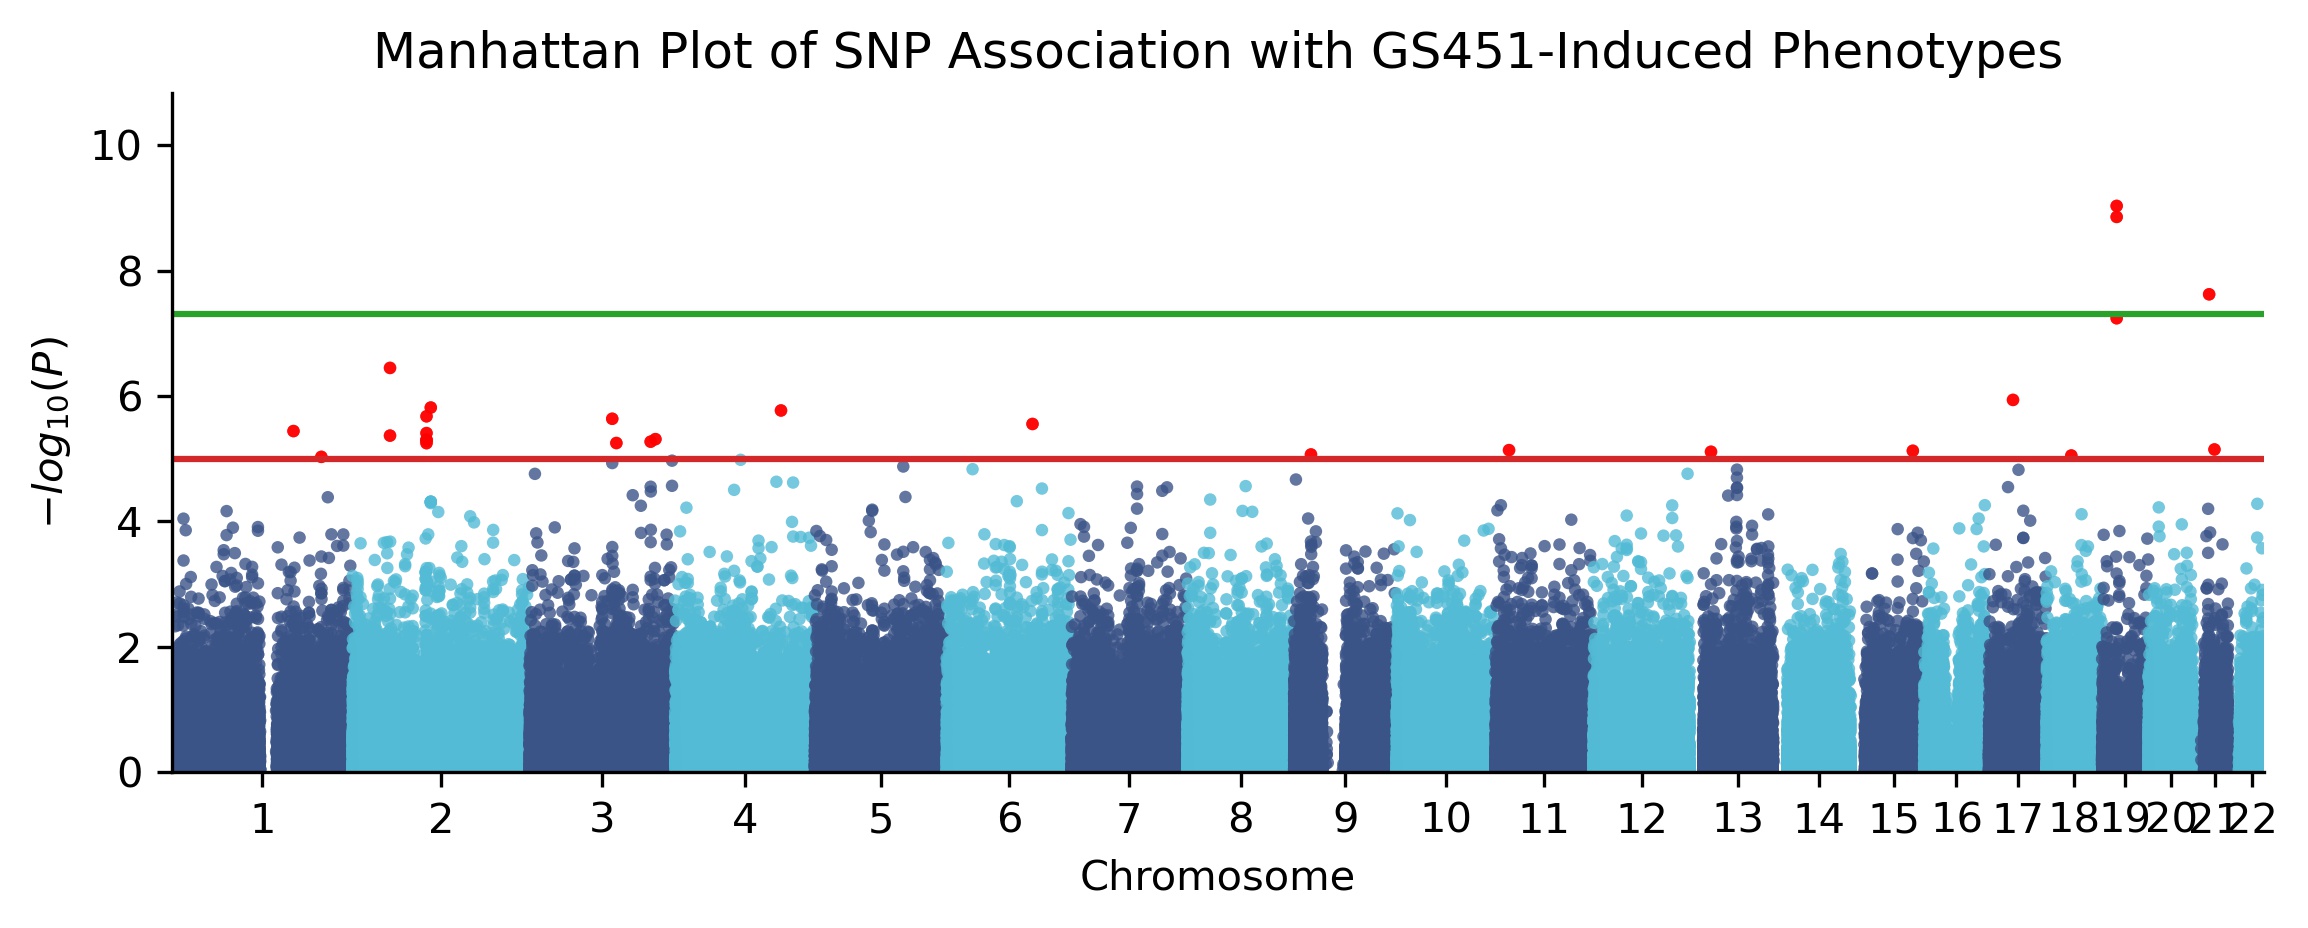 Manhattan Plot of SNP Association with GS451-Induced Phenotypes
10
8
6
4
2
0
−log10(P)
1 2 3 4 5 6 7 8 9 10 11 12 13 14 15 16 17 18 19 20 21 22
Chromosome